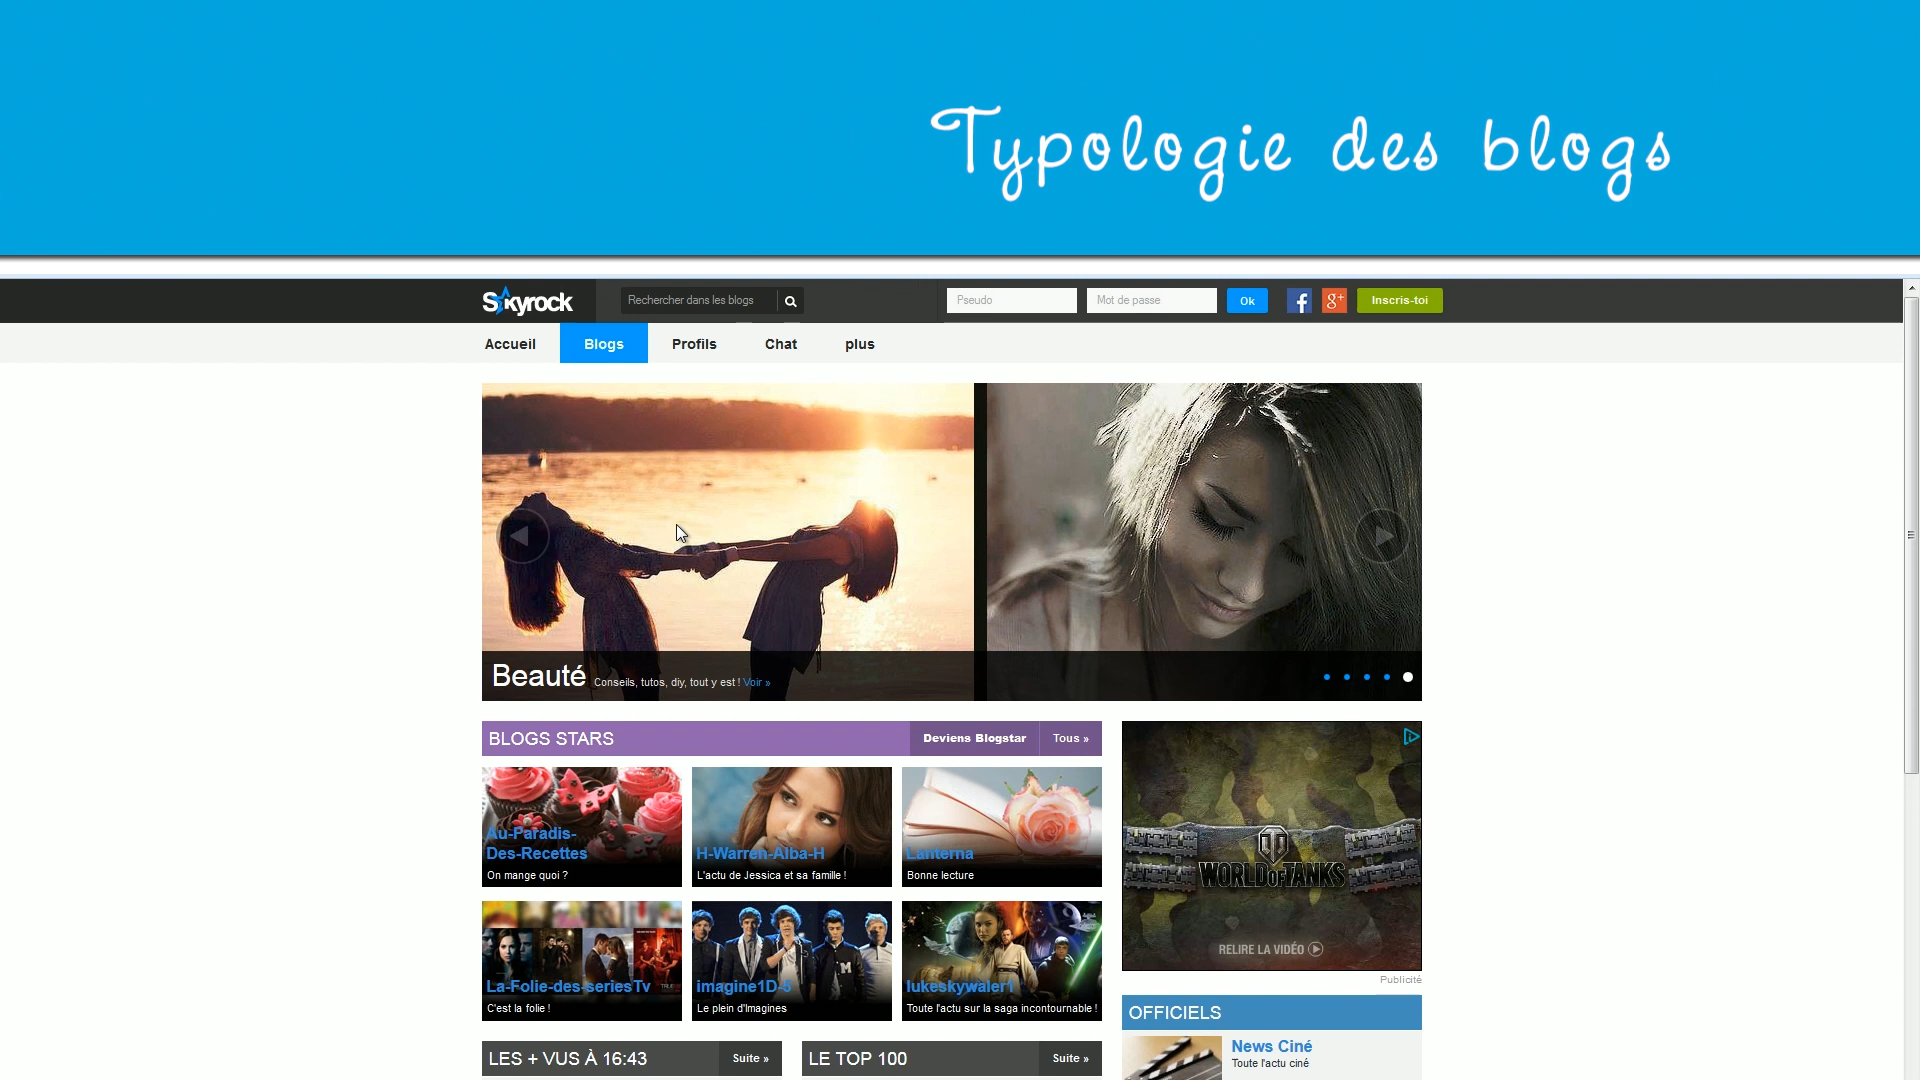 Typologie des blogs
Skyrock
Rechercher dans les blogs
Pseudo
Mot de passe
Ok
Inscris-toi
Accueil
Blogs
Profils
Chat
plus
Beauté Conseils, tutos, diy, tout y est ! Voir »
BLOGS STARS
Deviens Blogstar
Tous »
Au-Paradis-
Des-Recettes
On mange quoi ?
H-Warren-Alba-H
L'actu de Jessica et sa famille !
Lanterna
Bonne lecture
La-Folie-des-seriesTv
C'est la folie !
imagine1D-5
Le plein d'Imagines
lukeskywaler1
Toute l'actu sur la saga incontournable !
WORLD OF TANKS
RELIRE LA VIDÉO
Publicité
OFFICIELS
News Ciné
Toute l'actu ciné
LES + VUS À 16:43
Suite »
LE TOP 100
Suite »